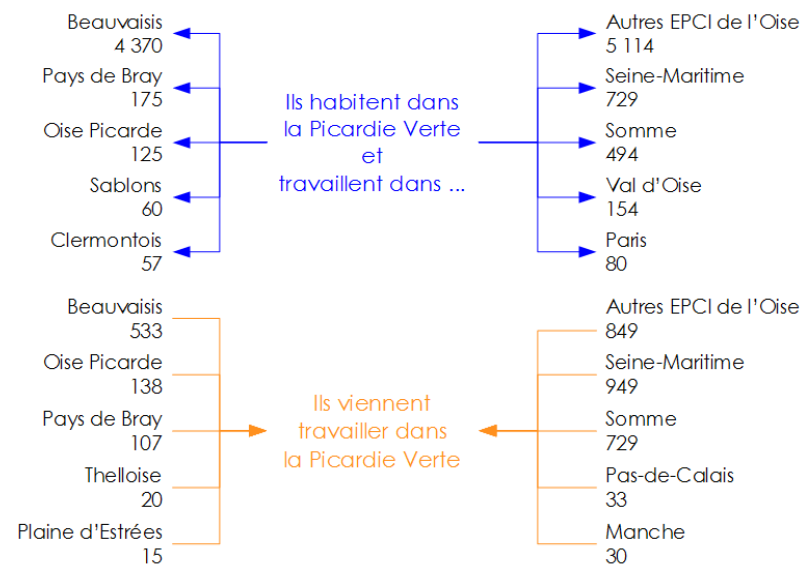 Beauvaisis
4 370
Pays de Bray
175
Oise Picarde
125
Sablons
60
Clermontois
57
Ils habitent dans
la Picardie Verte
et
travaillent dans ...
Autres EPCI de l'Oise
5 114
Seine-Maritime
729
Somme
494
Val d'Oise
154
Paris
80
Beauvaisis
533
Oise Picarde
138
Pays de Bray
107
Thelloise
20
Plaine d'Estrées
15
Ils viennent
travailler dans
la Picardie Verte
Autres EPCI de l'Oise
849
Seine-Maritime
949
Somme
729
Pas-de-Calais
33
Manche
30